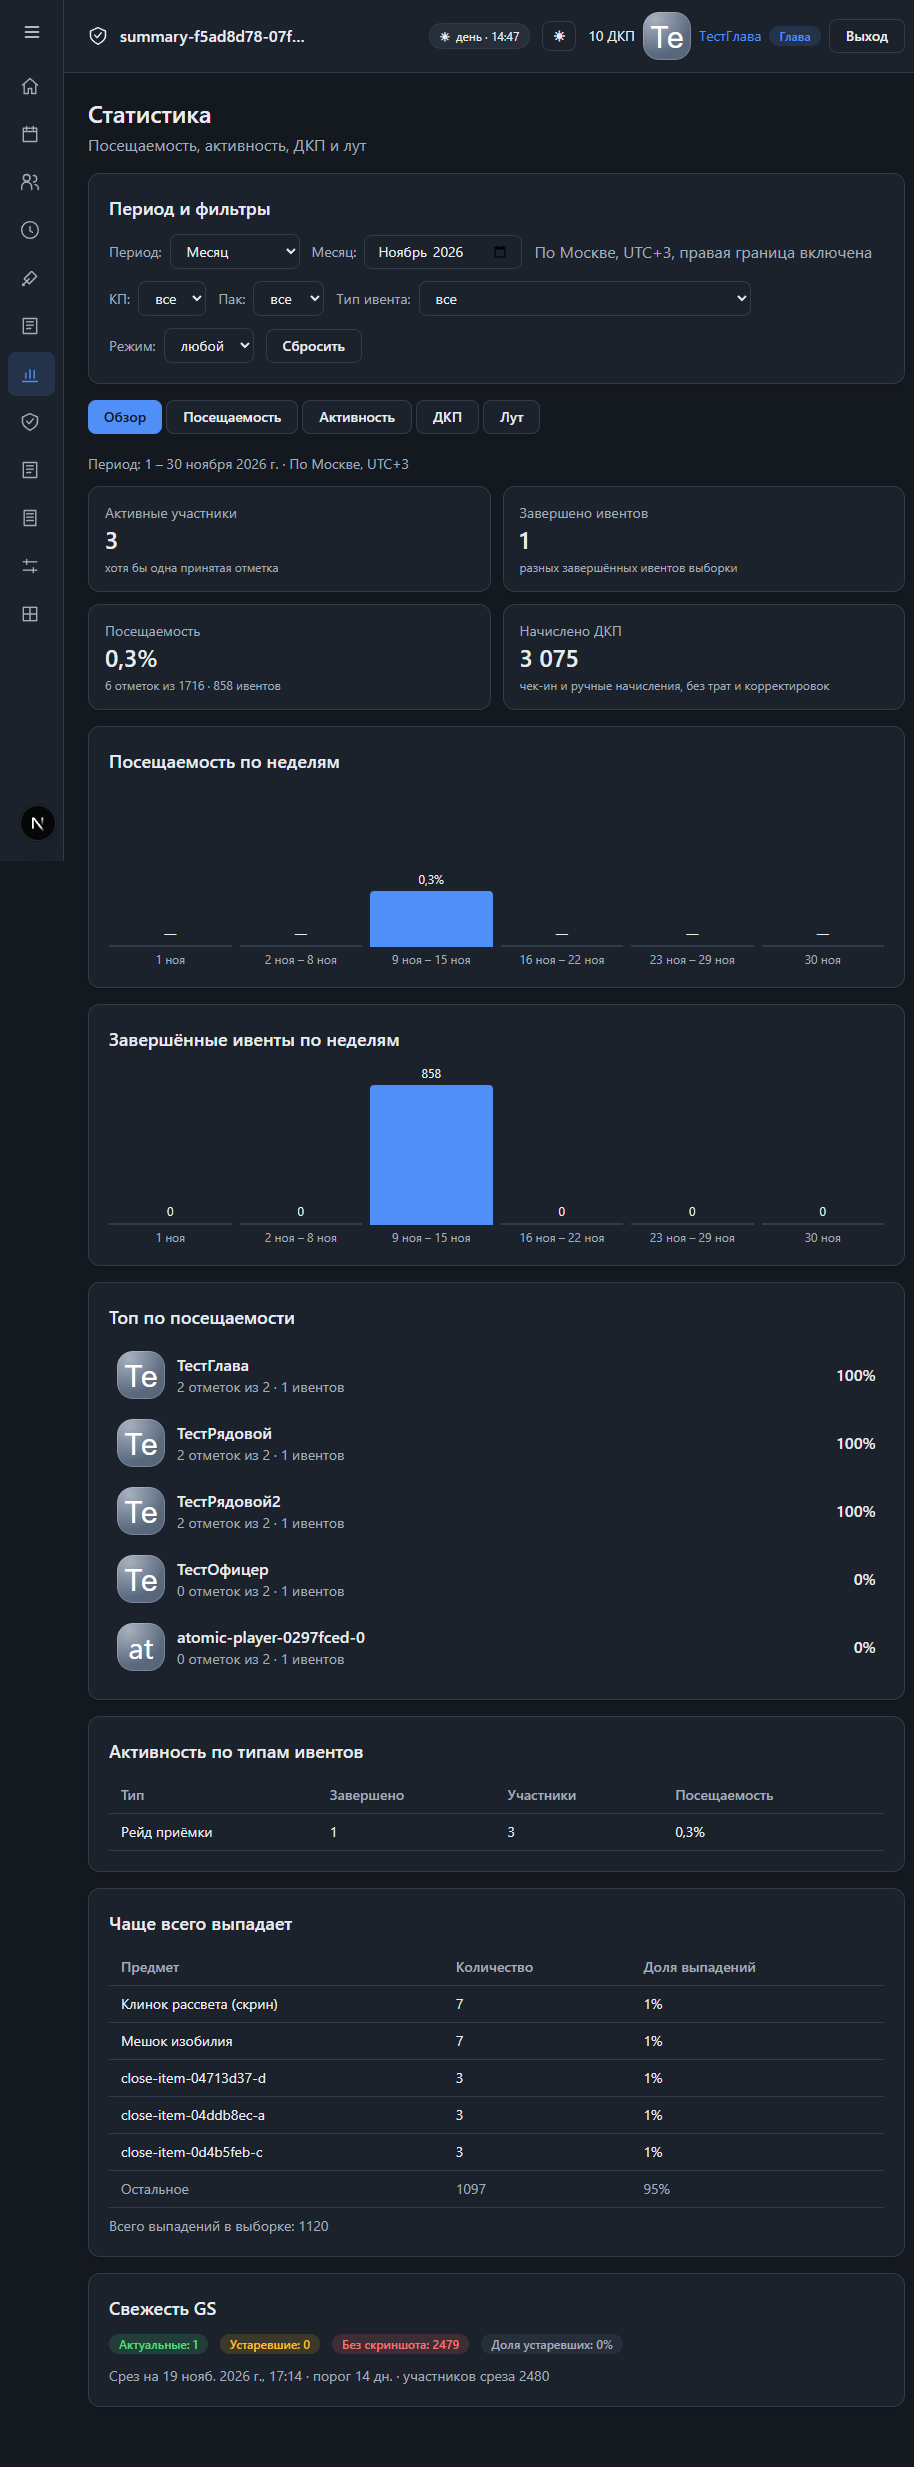 summary-f5ad8d78-07f...
день · 14:47
10 ДКП
Te
ТестГлава
Глава
Выход
Статистика
Посещаемость, активность, ДКП и лут
Период и фильтры
Период: Месяц Месяц: Ноябрь 2026 По Москве, UTC+3, правая граница включена
КП: все Пак: все Тип ивента: все
Режим: любой Сбросить
Обзор Посещаемость Активность ДКП Лут
Период: 1 – 30 ноября 2026 г. · По Москве, UTC+3
Активные участники
3
хотя бы одна принятая отметка
Завершено ивентов
1
разных завершённых ивентов выборки
Посещаемость
0,3%
6 отметок из 1716 · 858 ивентов
Начислено ДКП
3 075
чек-ин и ручные начисления, без трат и корректировок
N
Посещаемость по неделям
— — 0,3% — — —
1 ноя 2 ноя – 8 ноя 9 ноя – 15 ноя 16 ноя – 22 ноя 23 ноя – 29 ноя 30 ноя
Завершённые ивенты по неделям
0 0 858 0 0 0
1 ноя 2 ноя – 8 ноя 9 ноя – 15 ноя 16 ноя – 22 ноя 23 ноя – 29 ноя 30 ноя
Топ по посещаемости
Te ТестГлава 100%
2 отметок из 2 · 1 ивентов
Te ТестРядовой 100%
2 отметок из 2 · 1 ивентов
Te ТестРядовой2 100%
2 отметок из 2 · 1 ивентов
Te ТестОфицер 0%
0 отметок из 2 · 1 ивентов
at atomic-player-0297fced-0 0%
0 отметок из 2 · 1 ивентов
Активность по типам ивентов
Тип Завершено Участники Посещаемость
Рейд приёмки 1 3 0,3%
Чаще всего выпадает
Предмет Количество Доля выпадений
Клинок рассвета (скрин) 7 1%
Мешок изобилия 7 1%
close-item-04713d37-d 3 1%
close-item-04ddb8ec-a 3 1%
close-item-0d4b5feb-c 3 1%
Остальное 1097 95%
Всего выпадений в выборке: 1120
Свежесть GS
Актуальные: 1 Устаревшие: 0 Без скриншота: 2479 Доля устаревших: 0%
Срез на 19 нояб. 2026 г., 17:14 · порог 14 дн. · участников среза 2480